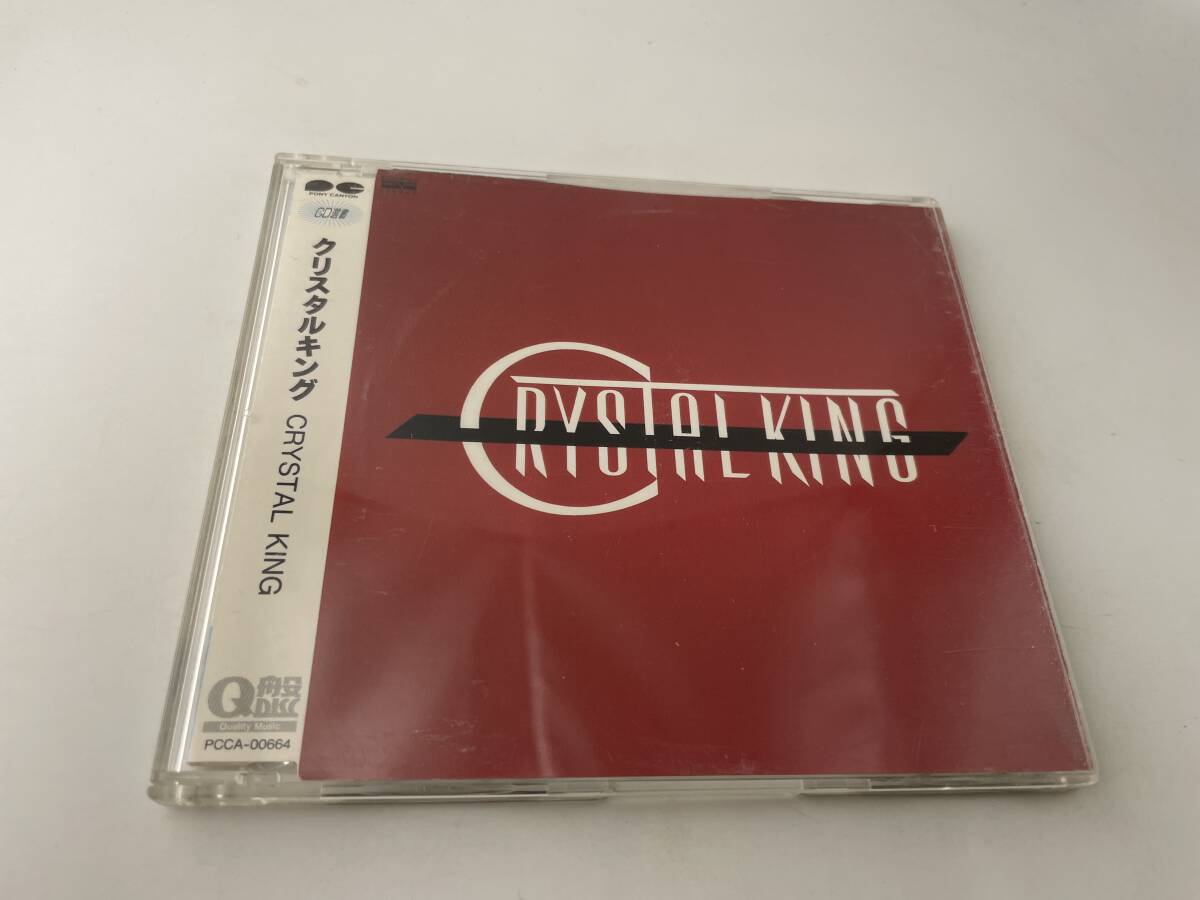 PONY CANYON
CD選書
クリスタルキング CRYSTAL KING
Q盤
DISC
Quality Music
PCCA-00664
CRYSTAL KING